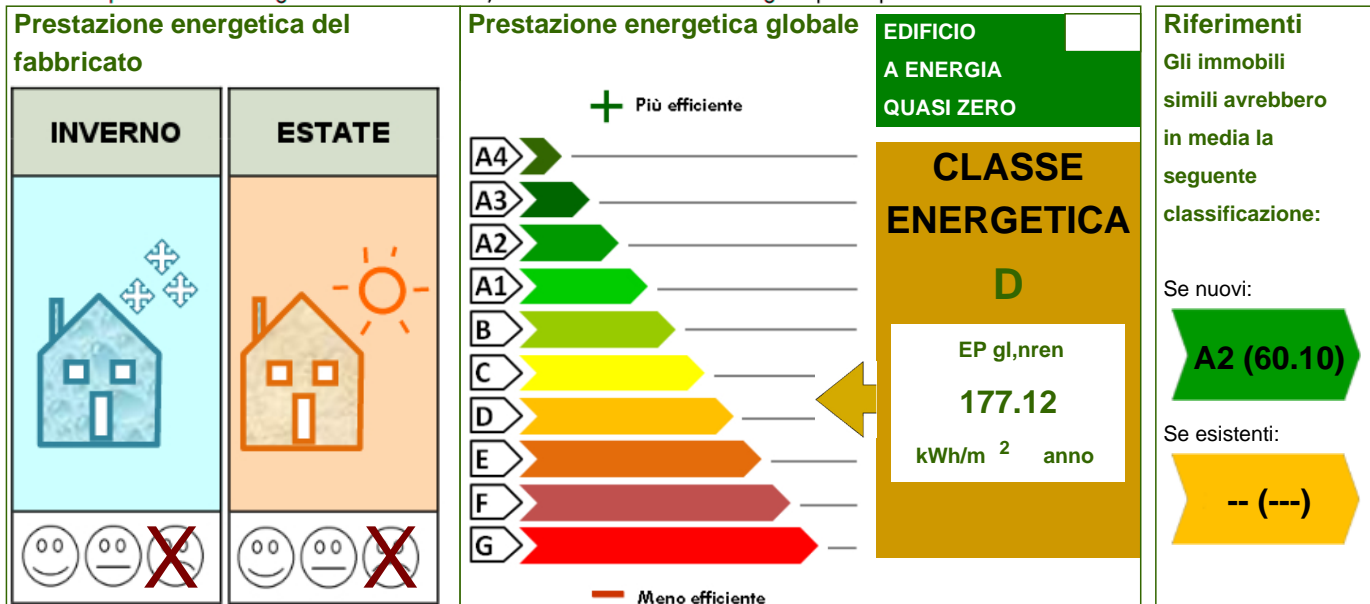 Prestazione energetica del
fabbricato
INVERNO
ESTATE
Prestazione energetica globale
Più efficiente
A4
A3
A2
A1
B
C
D
E
F
G
Meno efficiente
EDIFICIO
A ENERGIA
QUASI ZERO
CLASSE
ENERGETICA
D
EP gl,nren
177.12
kWh/m 2 anno
Riferimenti
Gli immobili
simili avrebbero
in media la
seguente
classificazione:
Se nuovi:
A2 (60.10)
Se esistenti:
-- (---)